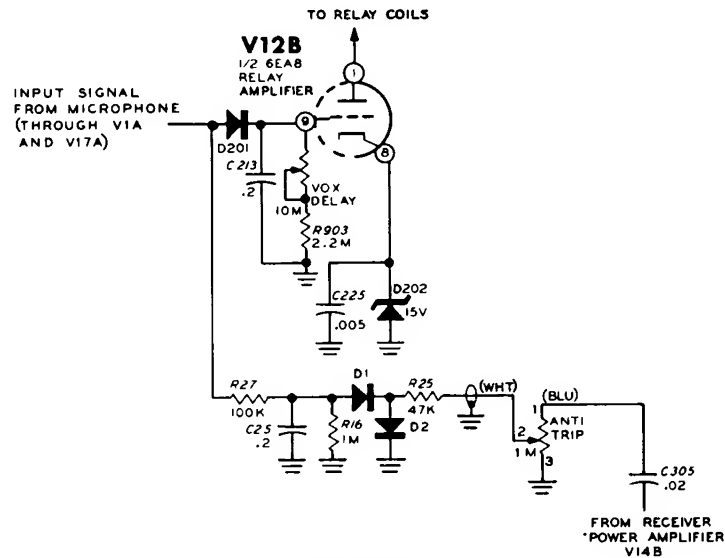 TO RELAY COILS
V12B
1/2 6EA8
RELAY
AMPLIFIER
1
INPUT SIGNAL
FROM MICROPHONE
(THROUGH V1A
AND V17A)
9
8
D201
C213
.2
VOX
DELAY
10M
R903
2.2M
C225
.005
D202
15V
R27
100K
C25
.2
R16
1M
D1
D2
R25
47K
(WHT)
(BLU)
1
2
3
ANTI
TRIP
1M
C305
.02
FROM RECEIVER
POWER AMPLIFIER
V14B